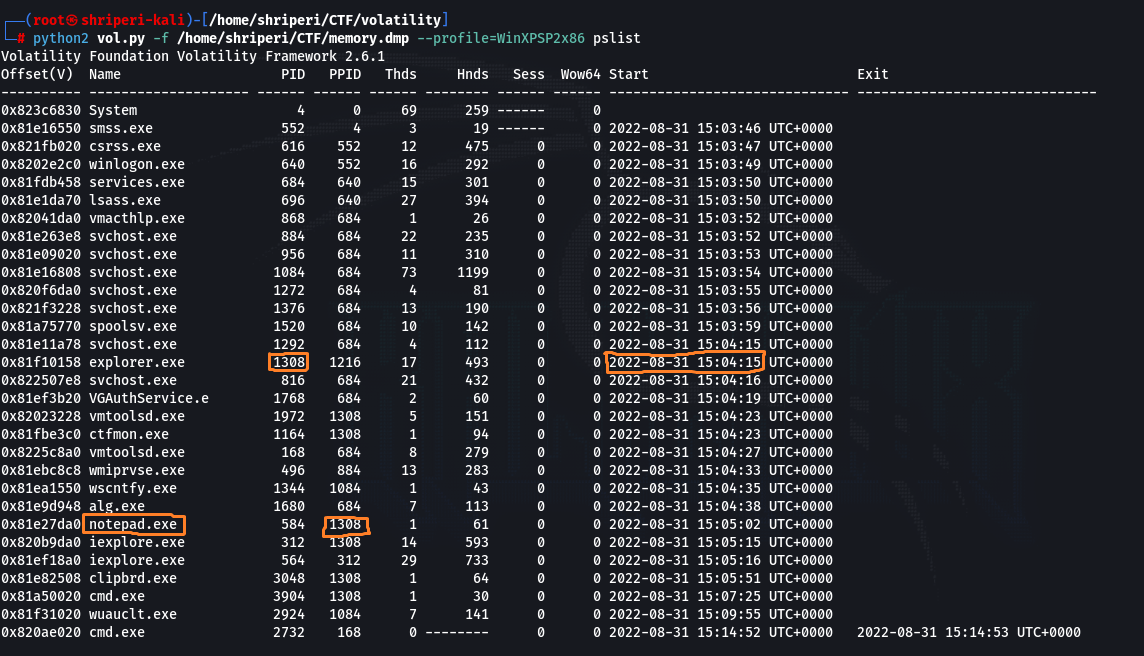 (root㉿shriperi-kali)-[/home/shriperi/CTF/volatility]
# python2 vol.py -f /home/shriperi/CTF/memory.dmp --profile=WinXPSP2x86 pslist
Volatility Foundation Volatility Framework 2.6.1
Offset(V)  Name                    PID   PPID   Thds     Hnds   Sess  Wow64 Start                          Exit
---------- -------------------- ------ ------ ------ -------- ------ ------ ------------------------------ ------------------------------
0x823c6830 System                    4      0     69      259 ------      0
0x81e16550 smss.exe                552      4      3       19 ------      0 2022-08-31 15:03:46 UTC+0000
0x821fb020 csrss.exe               616    552     12      475      0      0 2022-08-31 15:03:47 UTC+0000
0x8202e2c0 winlogon.exe            640    552     16      292      0      0 2022-08-31 15:03:49 UTC+0000
0x81fdb458 services.exe            684    640     15      301      0      0 2022-08-31 15:03:50 UTC+0000
0x81e1da70 lsass.exe               696    640     27      394      0      0 2022-08-31 15:03:50 UTC+0000
0x82041da0 vmacthlp.exe            868    684      1       26      0      0 2022-08-31 15:03:52 UTC+0000
0x81e263e8 svchost.exe             884    684     22      235      0      0 2022-08-31 15:03:52 UTC+0000
0x81e09020 svchost.exe             956    684     11      310      0      0 2022-08-31 15:03:53 UTC+0000
0x81e16808 svchost.exe            1084    684     73     1199      0      0 2022-08-31 15:03:54 UTC+0000
0x820f6da0 svchost.exe            1272    684      4       81      0      0 2022-08-31 15:03:55 UTC+0000
0x821f3228 svchost.exe            1376    684     13      190      0      0 2022-08-31 15:03:56 UTC+0000
0x81a75770 spoolsv.exe            1520    684     10      142      0      0 2022-08-31 15:03:59 UTC+0000
0x81e11a78 svchost.exe            1292    684      4      112      0      0 2022-08-31 15:04:15 UTC+0000
0x81f10158 explorer.exe           1308   1216     17      493      0      0 2022-08-31 15:04:15 UTC+0000
0x822507e8 svchost.exe             816    684     21      432      0      0 2022-08-31 15:04:16 UTC+0000
0x81ef3b20 VGAuthService.e        1768    684      2       60      0      0 2022-08-31 15:04:19 UTC+0000
0x82023228 vmtoolsd.exe           1972   1308      5      151      0      0 2022-08-31 15:04:23 UTC+0000
0x81fbe3c0 ctfmon.exe             1164   1308      1       94      0      0 2022-08-31 15:04:23 UTC+0000
0x8225c8a0 vmtoolsd.exe            168    684      8      279      0      0 2022-08-31 15:04:27 UTC+0000
0x81ebc8c8 wmiprvse.exe            496    884     13      283      0      0 2022-08-31 15:04:33 UTC+0000
0x81ea1550 wscntfy.exe            1344   1084      1       43      0      0 2022-08-31 15:04:35 UTC+0000
0x81e9d948 alg.exe                1680    684      7      113      0      0 2022-08-31 15:04:38 UTC+0000
0x81e27da0 notepad.exe             584   1308      1       61      0      0 2022-08-31 15:05:02 UTC+0000
0x820b9da0 iexplore.exe            312   1308     14      593      0      0 2022-08-31 15:05:15 UTC+0000
0x81ef18a0 iexplore.exe            564    312     29      733      0      0 2022-08-31 15:05:16 UTC+0000
0x81e82508 clipbrd.exe            3048   1308      1       64      0      0 2022-08-31 15:05:51 UTC+0000
0x81a50020 cmd.exe                3904   1308      1       30      0      0 2022-08-31 15:07:25 UTC+0000
0x81f31020 wuauclt.exe            2924   1084      7      141      0      0 2022-08-31 15:09:55 UTC+0000
0x820ae020 cmd.exe                2732    168      0 --------      0      0 2022-08-31 15:14:52 UTC+0000   2022-08-31 15:14:53 UTC+0000